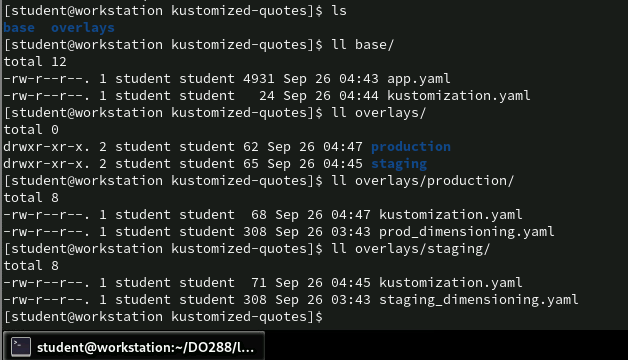 [student@workstation kustomized-quotes]$ ls
base  overlays
[student@workstation kustomized-quotes]$ ll base/
total 12
-rw-r--r--. 1 student student 4931 Sep 26 04:43 app.yaml
-rw-r--r--. 1 student student   24 Sep 26 04:44 kustomization.yaml
[student@workstation kustomized-quotes]$ ll overlays/
total 0
drwxr-xr-x. 2 student student 62 Sep 26 04:47 production
drwxr-xr-x. 2 student student 65 Sep 26 04:45 staging
[student@workstation kustomized-quotes]$ ll overlays/production/
total 8
-rw-r--r--. 1 student student  68 Sep 26 04:47 kustomization.yaml
-rw-r--r--. 1 student student 308 Sep 26 03:43 prod_dimensioning.yaml
[student@workstation kustomized-quotes]$ ll overlays/staging/
total 8
-rw-r--r--. 1 student student  71 Sep 26 04:45 kustomization.yaml
-rw-r--r--. 1 student student 308 Sep 26 03:43 staging_dimensioning.yaml
[student@workstation kustomized-quotes]$
student@workstation:~/DO288/l...